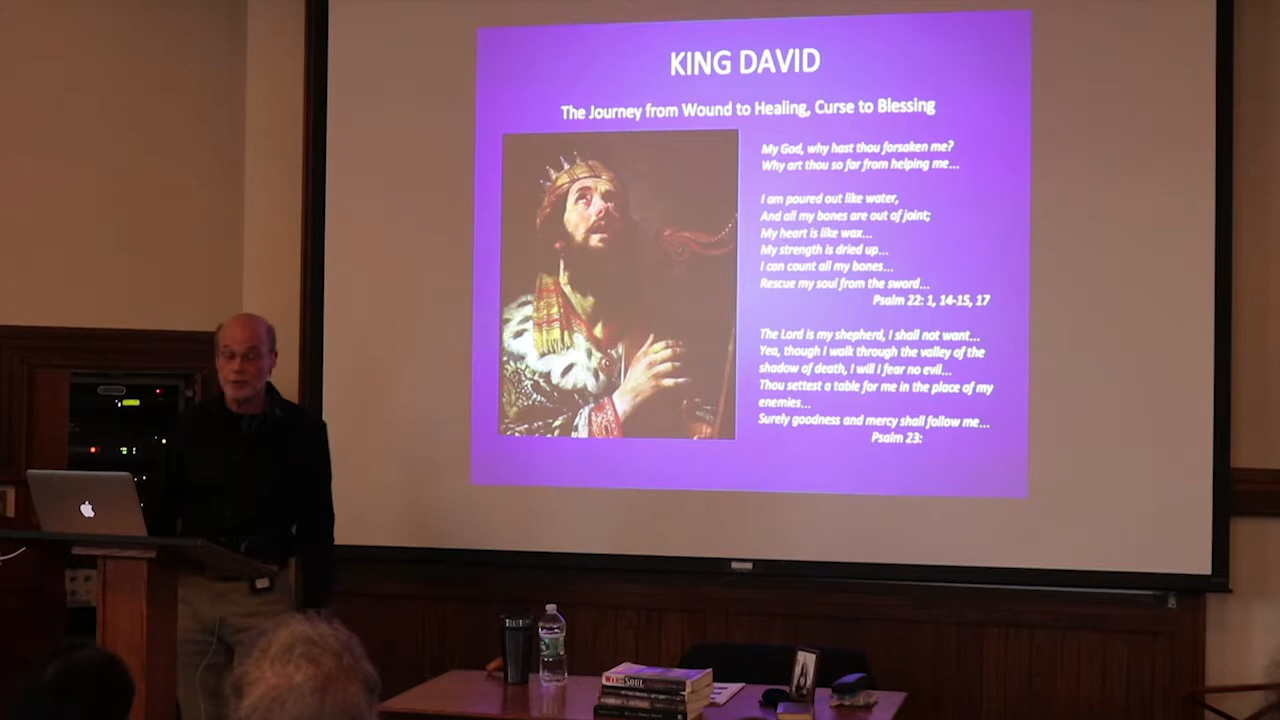 KING DAVID
The Journey from Wound to Healing, Curse to Blessing
My God, why hast thou forsaken me?
Why art thou so far from helping me...
I am poured out like water,
And all my bones are out of joint;
My heart is like wax...
My strength is dried up...
I can count all my bones...
Rescue my soul from the sword...
Psalm 22: 1, 14-15, 17
The Lord is my shepherd, I shall not want...
Yea, though I walk through the valley of the
shadow of death, I will I fear no evil...
Thou settest a table for me in the place of my
enemies...
Surely goodness and mercy shall follow me...
Psalm 23:
SOUL